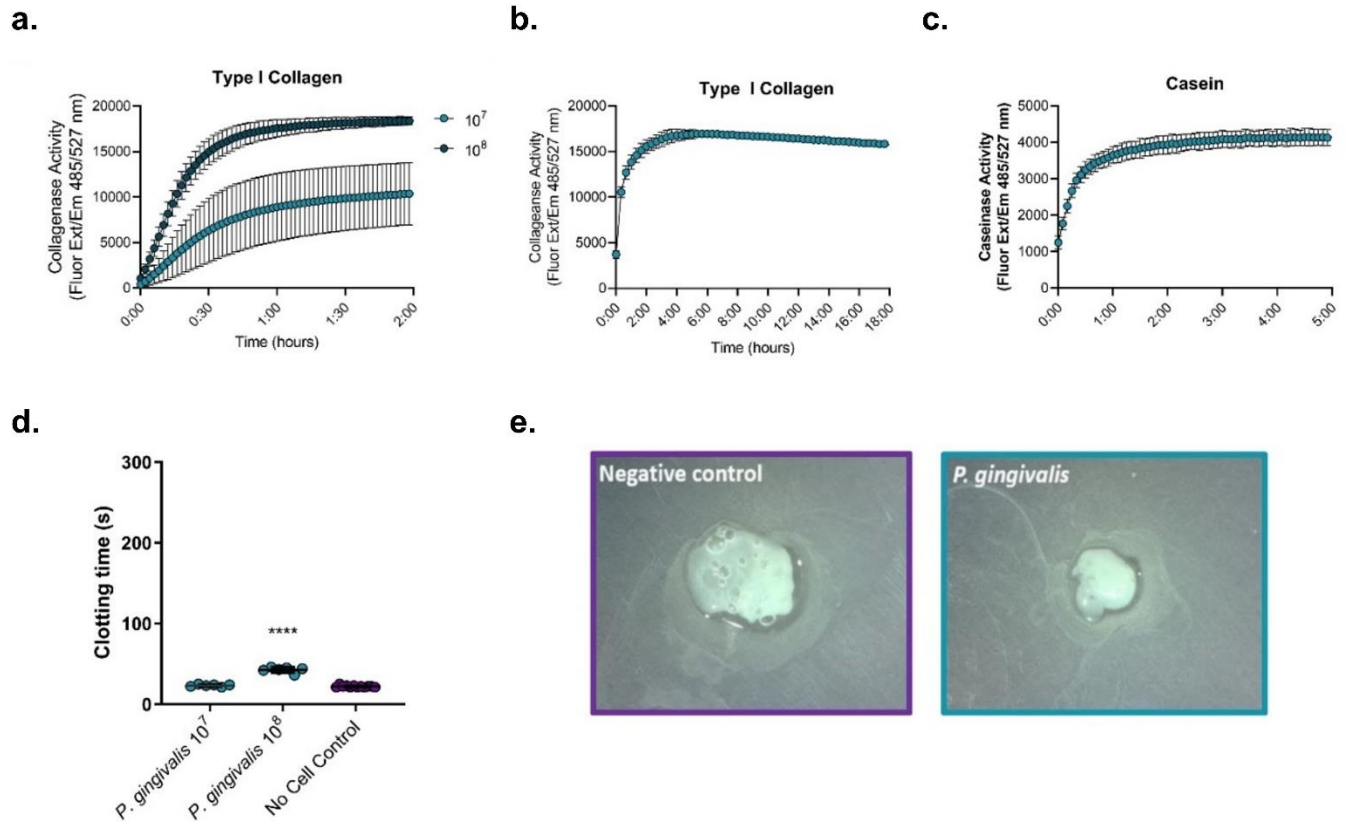 a.
Type I Collagen
Collagenase Activity
(Fluor Ext/Em 485/527 nm)
20000
15000
10000
5000
0
0:00
0:30
1:00
1:30
2:00
Time (hours)
10⁷
10⁸
b.
Type I Collagen
Collageanse Activity
(Fluor Ext/Em 485/527 nm)
20000
15000
10000
5000
0
0:00
2:00
4:00
6:00
8:00
10:00
12:00
14:00
16:00
18:00
Time (hours)
c.
Casein
Caseinase Activity
(Fluor Ext/Em 485/527 nm)
5000
4000
3000
2000
1000
0
0:00
1:00
2:00
3:00
4:00
5:00
d.
Clotting time (s)
300
200
100
0
****
P. gingivalis 10⁷
P. gingivalis 10⁸
No Cell Control
e.
Negative control
P. gingivalis